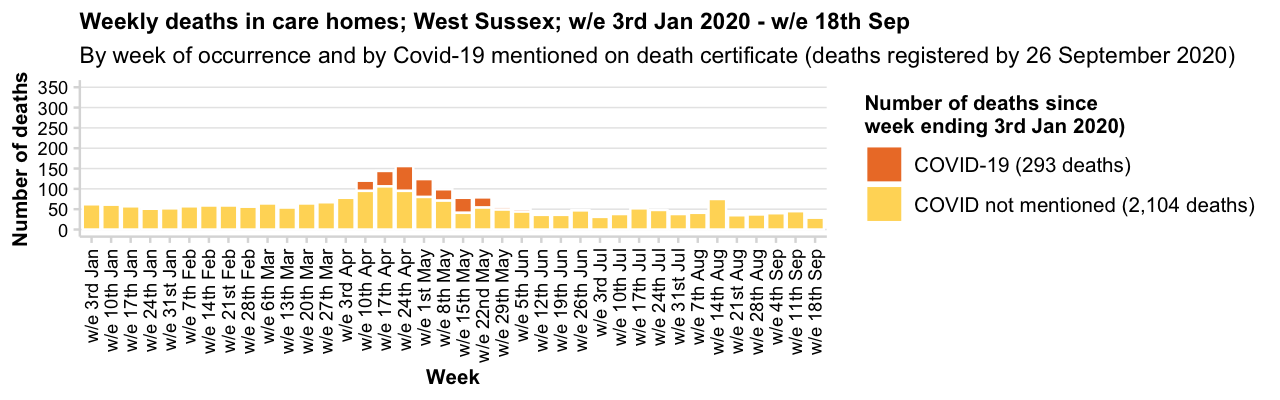 Weekly deaths in care homes; West Sussex; w/e 3rd Jan 2020 - w/e 18th Sep
By week of occurrence and by Covid-19 mentioned on death certificate (deaths registered by 26 September 2020)
Number of deaths
350
300
250
200
150
100
50
0
w/e 3rd Jan
w/e 10th Jan
w/e 17th Jan
w/e 24th Jan
w/e 31st Jan
w/e 7th Feb
w/e 14th Feb
w/e 21st Feb
w/e 28th Feb
w/e 6th Mar
w/e 13th Mar
w/e 20th Mar
w/e 27th Mar
w/e 3rd Apr
w/e 10th Apr
w/e 17th Apr
w/e 24th Apr
w/e 1st May
w/e 8th May
w/e 15th May
w/e 22nd May
w/e 29th May
w/e 5th Jun
w/e 12th Jun
w/e 19th Jun
w/e 26th Jun
w/e 3rd Jul
w/e 10th Jul
w/e 17th Jul
w/e 24th Jul
w/e 31st Jul
w/e 7th Aug
w/e 14th Aug
w/e 21st Aug
w/e 28th Aug
w/e 4th Sep
w/e 11th Sep
w/e 18th Sep
Week
Number of deaths since
week ending 3rd Jan 2020)
COVID-19 (293 deaths)
COVID not mentioned (2,104 deaths)